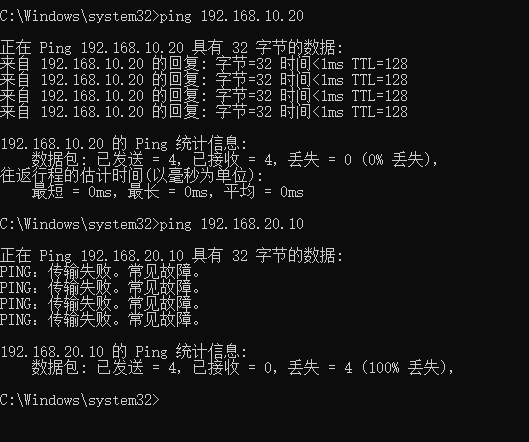 C:\Windows\system32>ping 192.168.10.20
正在 Ping 192.168.10.20 具有 32 字节的数据:
来自 192.168.10.20 的回复: 字节=32 时间<1ms TTL=128
来自 192.168.10.20 的回复: 字节=32 时间<1ms TTL=128
来自 192.168.10.20 的回复: 字节=32 时间<1ms TTL=128
来自 192.168.10.20 的回复: 字节=32 时间<1ms TTL=128
192.168.10.20 的 Ping 统计信息:
数据包: 已发送 = 4, 已接收 = 4, 丢失 = 0 (0% 丢失),
往返行程的估计时间(以毫秒为单位):
最短 = 0ms, 最长 = 0ms, 平均 = 0ms
C:\Windows\system32>ping 192.168.20.10
正在 Ping 192.168.20.10 具有 32 字节的数据:
PING: 传输失败。常见故障。
PING: 传输失败。常见故障。
PING: 传输失败。常见故障。
PING: 传输失败。常见故障。
192.168.20.10 的 Ping 统计信息:
数据包: 已发送 = 4, 已接收 = 0, 丢失 = 4 (100% 丢失),
C:\Windows\system32>